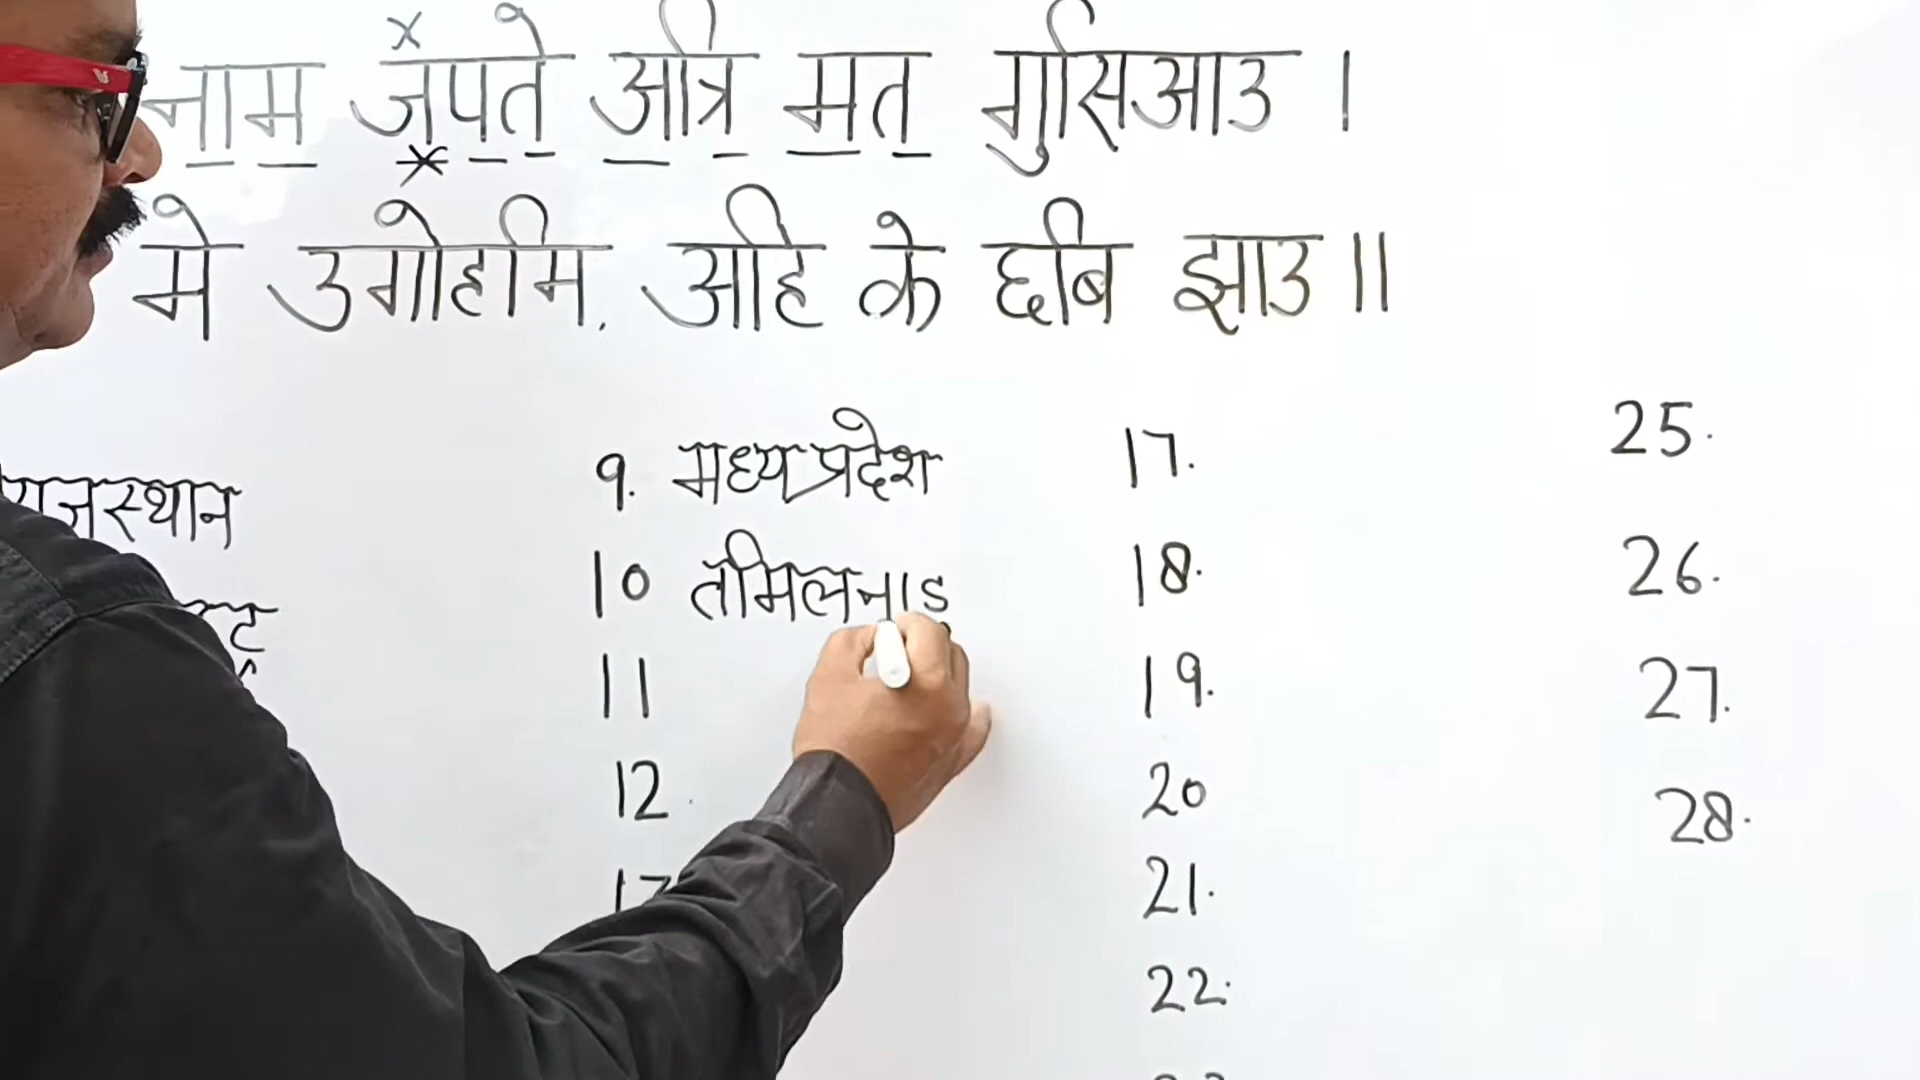 नाम जपते अत्रि मत गुसिआउ ।
मे उगोहमि. अहि के छबि झाउ ॥
राजस्थान
9. मध्यप्रदेश
10 तमिलनाडु
11
12
17.
18.
19.
20
21.
22.
25.
26.
27.
28.